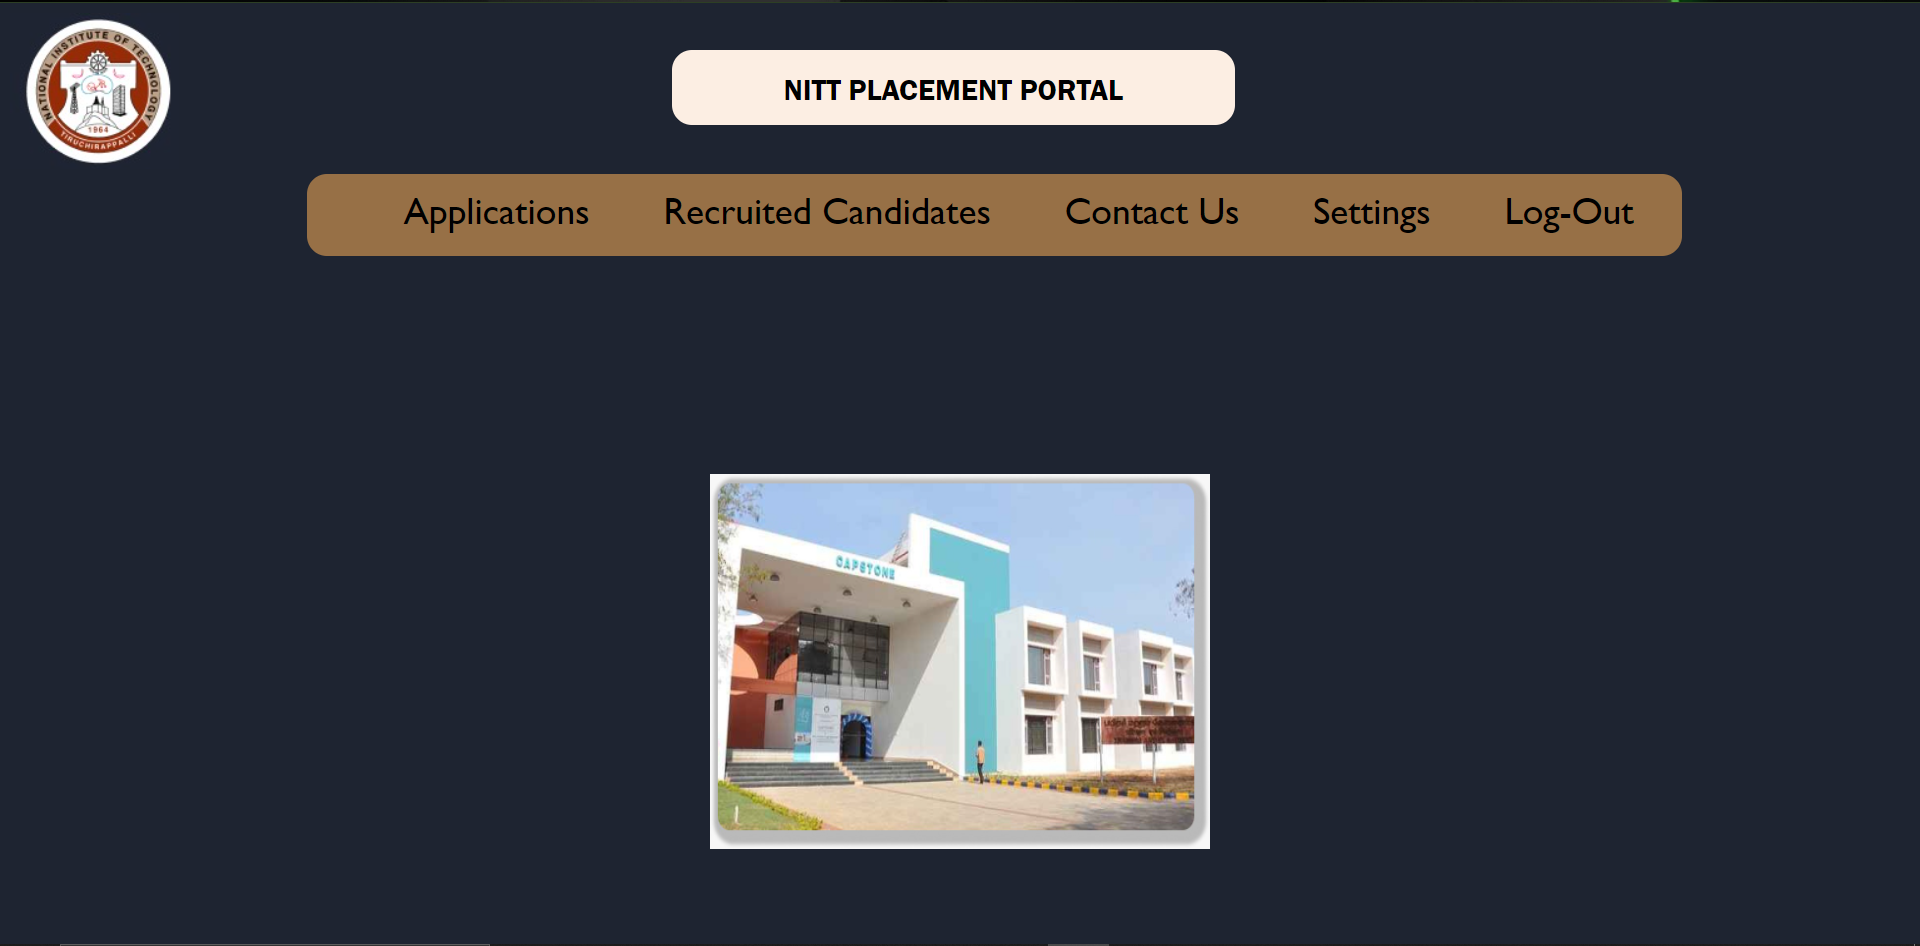 NATIONAL INSTITUTE OF TECHNOLOGY
1964
TIRUCHIRAPPALLI
NITT PLACEMENT PORTAL
Applications Recruited Candidates Contact Us Settings Log-Out
CAPSTONE